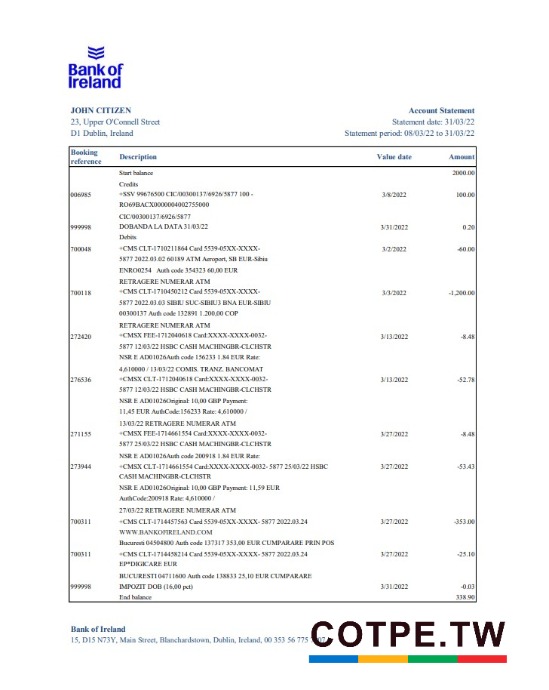 Bank of
Ireland
JOHN CITIZEN
23, Upper O'Connell Street
D1 Dublin, Ireland
Account Statement
Statement date: 31/03/22
Statement period: 08/03/22 to 31/03/22
Booking reference Description Value date Amount
Start balance 2000.00
Credits
006985 +SSV 99676500 CIC/00300137/6926/5877 100 - 3/8/2022 100.00
RO69BACX0000004002755000
CIC/00300137/6926/5877
999998 DOBANDA LA DATA 31/03/22 3/31/2022 0.20
Debits
700048 +CMS CLT-1710211864 Card 5539-05XX-XXXX- 3/2/2022 -60.00
5877 2022.03.02 60189 ATM Aeroport, SB EUR-Sibiu
ENRO0254 Auth code 354323 60,00 EUR
RETRAGERE NUMERAR ATM
700118 +CMS CLT-1710450212 Card 5539-05XX-XXXX- 3/3/2022 -1,200.00
5877 2022.03.03 SIBIU SUC-SIBIU3 BNA EUR-SIBIU
00300137 Auth code 132891 1.200,00 COP
RETRAGERE NUMERAR ATM
272420 +CMSX FEE-1712040618 Card:XXXX-XXXX-0032- 3/13/2022 -8.48
5877 12/03/22 HSBC CASH MACHINGBR-CLCHSTR
NSR E AD01026Auth code 156233 1.84 EUR Rate:
4,610000 / 13/03/22 COMIS. TRANZ. BANCOMAT
276536 +CMSX CLT-1712040618 Card:XXXX-XXXX-0032- 3/13/2022 -52.78
5877 12/03/22 HSBC CASH MACHINGBR-CLCHSTR
NSR E AD01026Original: 10,00 GBP Payment:
11,45 EUR AuthCode:156233 Rate: 4,610000 /
13/03/22 RETRAGERE NUMERAR ATM
271155 +CMSX FEE-1714661554 Card:XXXX-XXXX-0032- 3/27/2022 -8.48
5877 25/03/22 HSBC CASH MACHINGBR-CLCHSTR
NSR E AD01026Auth code 200918 1.84 EUR Rate:
273944 +CMSX CLT-1714661554 Card:XXXX-XXXX-0032- 5877 25/03/22 HSBC 3/27/2022 -53.43
CASH MACHINGBR-CLCHSTR
NSR E AD01026Original: 10,00 GBP Payment: 11,59 EUR
AuthCode:200918 Rate: 4,610000 /
27/03/22 RETRAGERE NUMERAR ATM
700311 +CMS CLT-1714457563 Card 5539-05XX-XXXX- 5877 2022.03.24 3/27/2022 -353.00
WWW.BANKOFIRELAND.COM
Bucuresti 04504800 Auth code 137317 353,00 EUR CUMPARARE PRIN POS
700311 +CMS CLT-1714458214 Card 5539-05XX-XXXX- 5877 2022.03.24 3/27/2022 -25.10
EP*DIGICARE EUR
BUCURESTI04711600 Auth code 138833 25,10 EUR CUMPARARE
999998 IMPOZIT DOB (16,00 pct) 3/31/2022 -0.03
End balance 338.90
Bank of Ireland
15, D15 N73Y, Main Street, Blanchardstown, Dublin, Ireland, 00 353 56 775
COTPE.TW